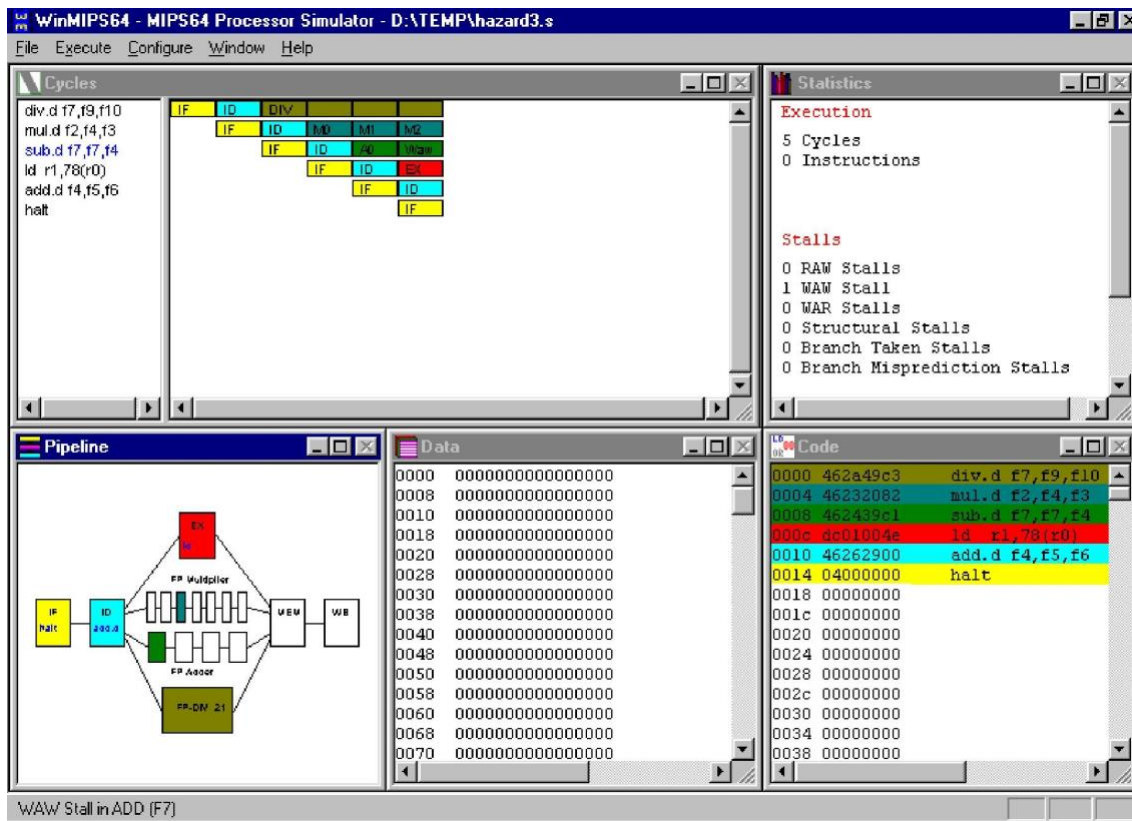 WinMIPS64 - MIPS64 Processor Simulator - D:\TEMP\hazard3.s
File Execute Configure Window Help
Cycles
div.d f7,f9,f10
mul.d f2,f4,f3
sub.d f7,f7,f4
ld r1,78(r0)
add.d f4,f5,f6
halt
IF ID DIV
IF ID M0 M1 M2
IF ID A0 Waw
IF ID EX
IF ID
IF
Statistics
Execution
5 Cycles
0 Instructions
Stalls
0 RAW Stalls
1 WAW Stall
0 WAR Stalls
0 Structural Stalls
0 Branch Taken Stalls
0 Branch Misprediction Stalls
Pipeline
EX
FP Multiplier
IF
halt
ID
add.d
MEM
WB
FP Adder
FP-DIV 21
Data
0000 0000000000000000
0008 0000000000000000
0010 0000000000000000
0018 0000000000000000
0020 0000000000000000
0028 0000000000000000
0030 0000000000000000
0038 0000000000000000
0040 0000000000000000
0048 0000000000000000
0050 0000000000000000
0058 0000000000000000
0060 0000000000000000
0068 0000000000000000
0070 0000000000000000
Code
0000 462a49c3 div.d f7,f9,f10
0004 46232082 mul.d f2,f4,f3
0008 462439c1 sub.d f7,f7,f4
000c dc01004e ld r1,78(r0)
0010 46262900 add.d f4,f5,f6
0014 04000000 halt
0018 00000000
001c 00000000
0020 00000000
0024 00000000
0028 00000000
002c 00000000
0030 00000000
0034 00000000
0038 00000000
WAW Stall in ADD (F7)